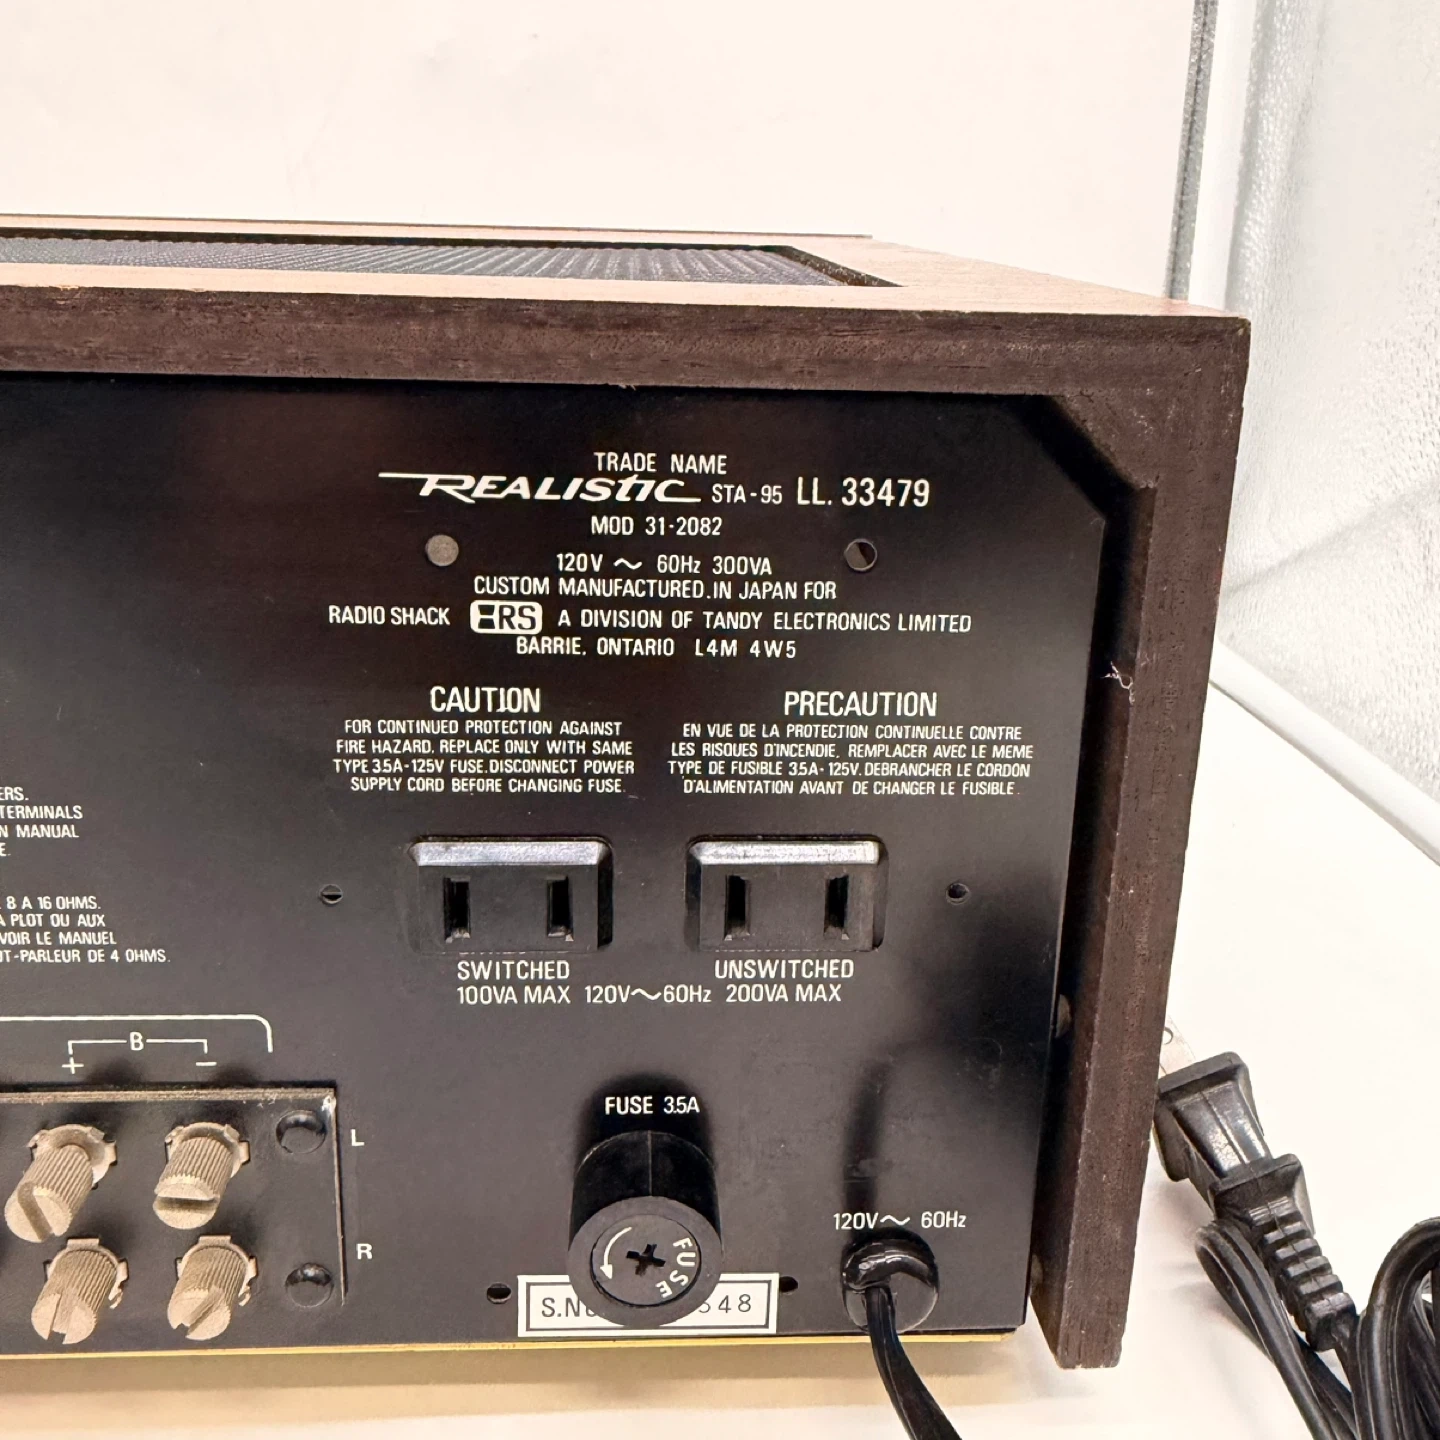 TRADE NAME
REALISTIC STA-95 LL. 33479
MOD 31-2082
120V ~ 60Hz 300VA
CUSTOM MANUFACTURED IN JAPAN FOR
RADIO SHACK RS A DIVISION OF TANDY ELECTRONICS LIMITED
BARRIE, ONTARIO L4M 4W5
CAUTION
FOR CONTINUED PROTECTION AGAINST
FIRE HAZARD, REPLACE ONLY WITH SAME
TYPE 3.5A-125V FUSE. DISCONNECT POWER
SUPPLY CORD BEFORE CHANGING FUSE.
PRECAUTION
EN VUE DE LA PROTECTION CONTINUELLE CONTRE
LES RISQUES D'INCENDIE, REMPLACER AVEC LE MEME
TYPE DE FUSIBLE 3.5A-125V. DEBRANCHER LE CORDON
D'ALIMENTATION AVANT DE CHANGER LE FUSIBLE.
ERS.
TERMINALS
N MANUAL
E.
8 A 16 OHMS.
A PLOT OU AUX
VOIR LE MANUEL
T-PARLEUR DE 4 OHMS.
SWITCHED UNSWITCHED
100VA MAX 120V~60Hz 200VA MAX
B
+ −
L
R
FUSE 3.5A
FUSE
120V~ 60Hz
S.N 548